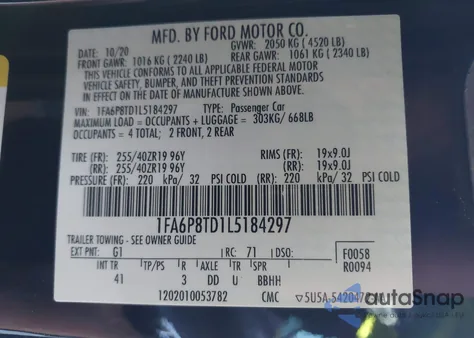 MFD. BY FORD MOTOR CO.
DATE: 10/20 GVWR: 2050 KG (4520 LB)
FRONT GAWR: 1016 KG (2240 LB) REAR GAWR: 1061 KG (2340 LB)
THIS VEHICLE CONFORMS TO ALL APPLICABLE FEDERAL MOTOR
VEHICLE SAFETY, BUMPER, AND THEFT PREVENTION STANDARDS
IN EFFECT ON THE DATE OF MANUFACTURE SHOWN ABOVE.
VIN: 1FA6P8TD1L5184297 TYPE: Passenger Car
MAXIMUM LOAD = OCCUPANTS + LUGGAGE = 303KG/ 668LB
OCCUPANTS = 4 TOTAL; 2 FRONT, 2 REAR
TIRE (FR): 255/40ZR19 96Y RIMS (FR): 19x9.0J
(RR): 255/40ZR19 96Y (RR): 19x9.0J
PRESSURE (FR): 220 kPa/ 32 PSI COLD (RR): 220 kPa/ 32 PSI COLD
1FA6P8TD1L5184297
TRAILER TOWING - SEE OWNER GUIDE
EXT PNT: G1 RC: 71 DSO: F0058
R0094
INT TR TP/PS R AXLE TR SPR
41 3 DD U BBHH
1202010053782 CMC ▽5U5A-542047
autoSnap